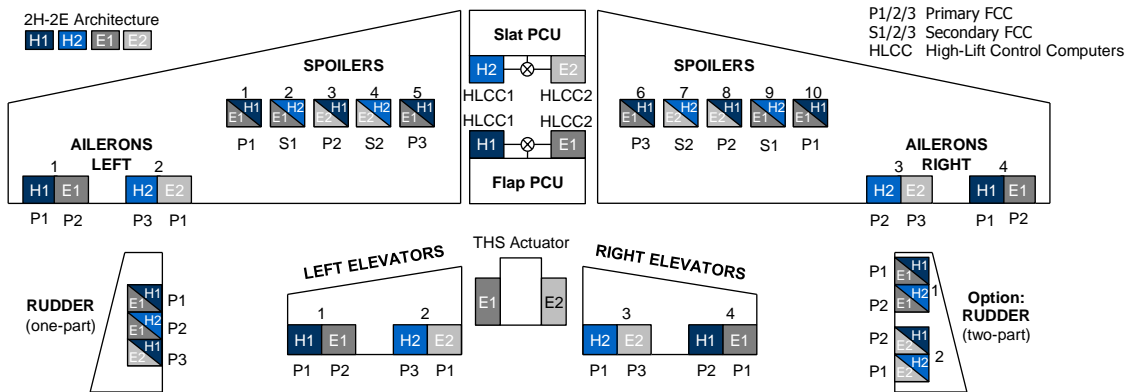 2H-2E Architecture
H1 H2 E1 E2
P1/2/3 Primary FCC
S1/2/3 Secondary FCC
HLCC High-Lift Control Computers
Slat PCU
H2 E2
HLCC1 HLCC2
HLCC1 HLCC2
H1 E1
Flap PCU
SPOILERS
1 2 3 4 5
H1 E1 H2 E1 H1 E2 H2 E2 H1 E1
P1 S1 P2 S2 P3
SPOILERS
6 7 8 9 10
H1 E1 H2 E2 H1 E2 H2 E1 H1 E1
P3 S2 P2 S1 P1
AILERONS
LEFT
1 2
H1 E1 H2 E2
P1 P2 P3 P1
AILERONS
RIGHT
3 4
H2 E2 H1 E1
P2 P3 P1 P2
RUDDER
(one-part)
H1 E1 P1
H2 E1 P2
H1 E2 P3
LEFT ELEVATORS
1 2
H1 E1 H2 E2
P1 P2 P3 P1
THS Actuator
E1 E2
RIGHT ELEVATORS
3 4
H2 E2 H1 E1
P1 P3 P1 P1
Option:
RUDDER
(two-part)
P1 H1 E1
1
P2 H2 E1
P2 H1 E2
2
P1 H2 E2